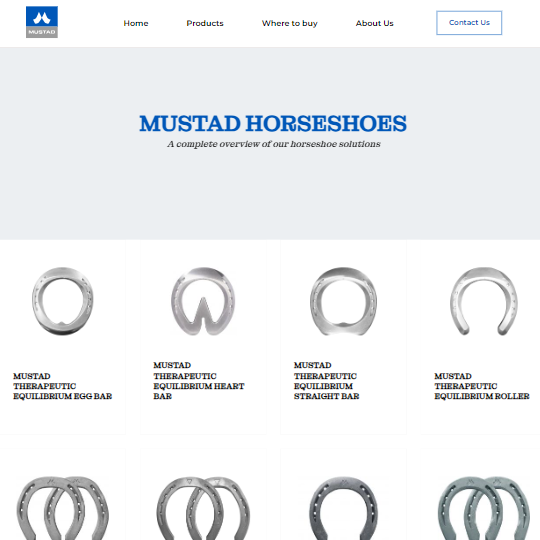 MUSTAD
Home
Products
Where to buy
About Us
Contact Us
MUSTAD HORSESHOES
A complete overview of our horseshoe solutions
MUSTAD
THERAPEUTIC
EQUILIBRIUM EGG BAR
MUSTAD
THERAPEUTIC
EQUILIBRIUM HEART
BAR
MUSTAD
THERAPEUTIC
EQUILIBRIUM
STRAIGHT BAR
MUSTAD
THERAPEUTIC
EQUILIBRIUM ROLLER